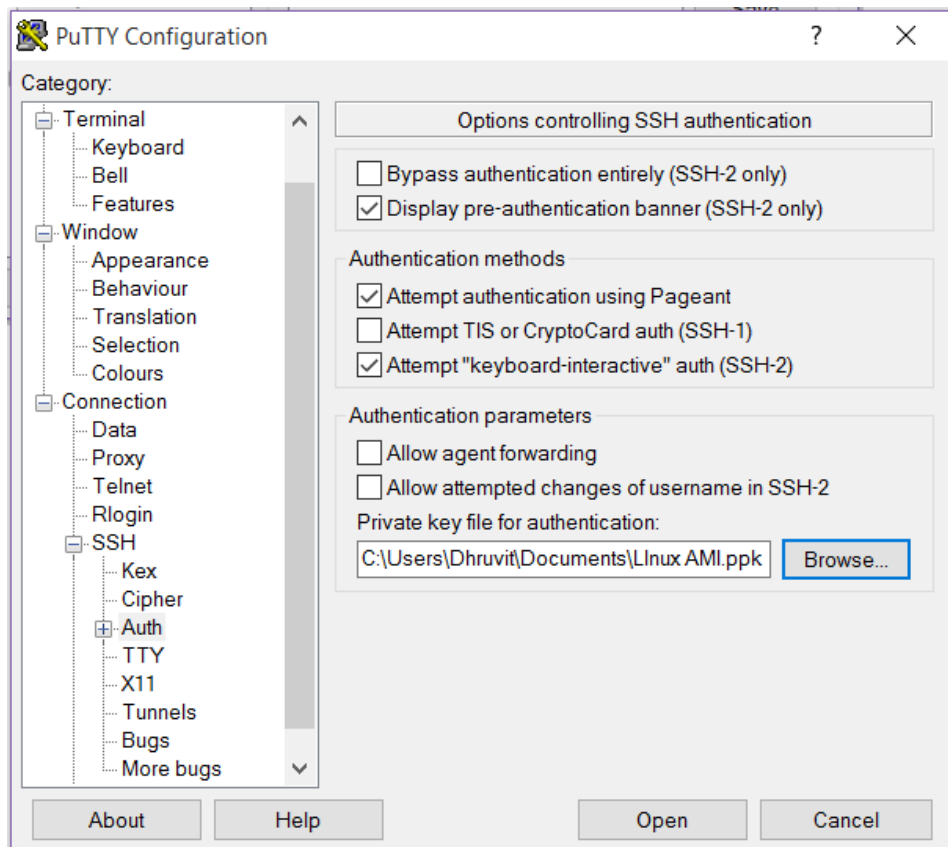 Save
PuTTY Configuration
?
Category:
Terminal
Keyboard
Bell
Features
Window
Appearance
Behaviour
Translation
Selection
Colours
Connection
Data
Proxy
Telnet
Rlogin
SSH
Kex
Cipher
Auth
TTY
X11
Tunnels
Bugs
More bugs
Options controlling SSH authentication
Bypass authentication entirely (SSH-2 only)
Display pre-authentication banner (SSH-2 only)
Authentication methods
Attempt authentication using Pageant
Attempt TIS or CryptoCard auth (SSH-1)
Attempt "keyboard-interactive" auth (SSH-2)
Authentication parameters
Allow agent forwarding
Allow attempted changes of username in SSH-2
Private key file for authentication:
C:\Users\Dhruvit\Documents\LInux AMI.ppk
Browse...
About
Help
Open
Cancel